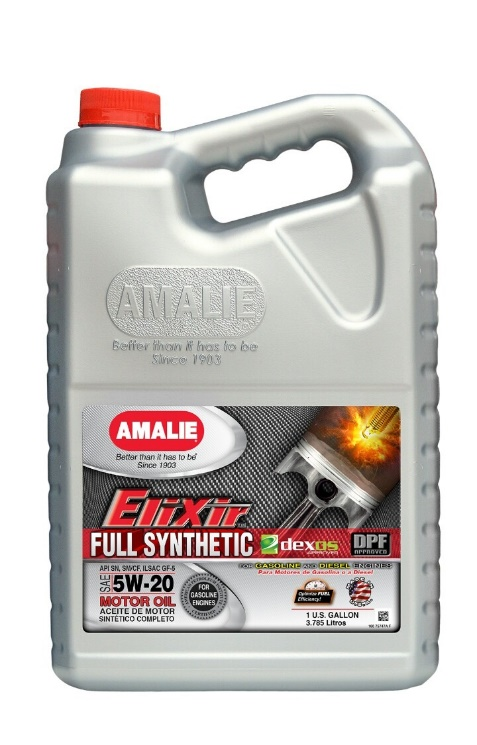 AMALIE
Better than it has to be
Since 1903
AMALIE
Better than it has to be
Since 1903
Elixir
FULL SYNTHETIC
2 dexos
APPROVED
DPF
APPROVED
API SN, SM/CF, ILSAC GF-5
SAE 5W-20
MOTOR OIL
ACEITE DE MOTOR
SINTÉTICO COMPLETO
FOR
GASOLINE
ENGINES
FOR GASOLINE AND DIESEL ENGINES
Para Motores de Gasolina o a Diesel
Optimize FUEL
Efficiency!
1 U.S. GALLON
3.785 Litros